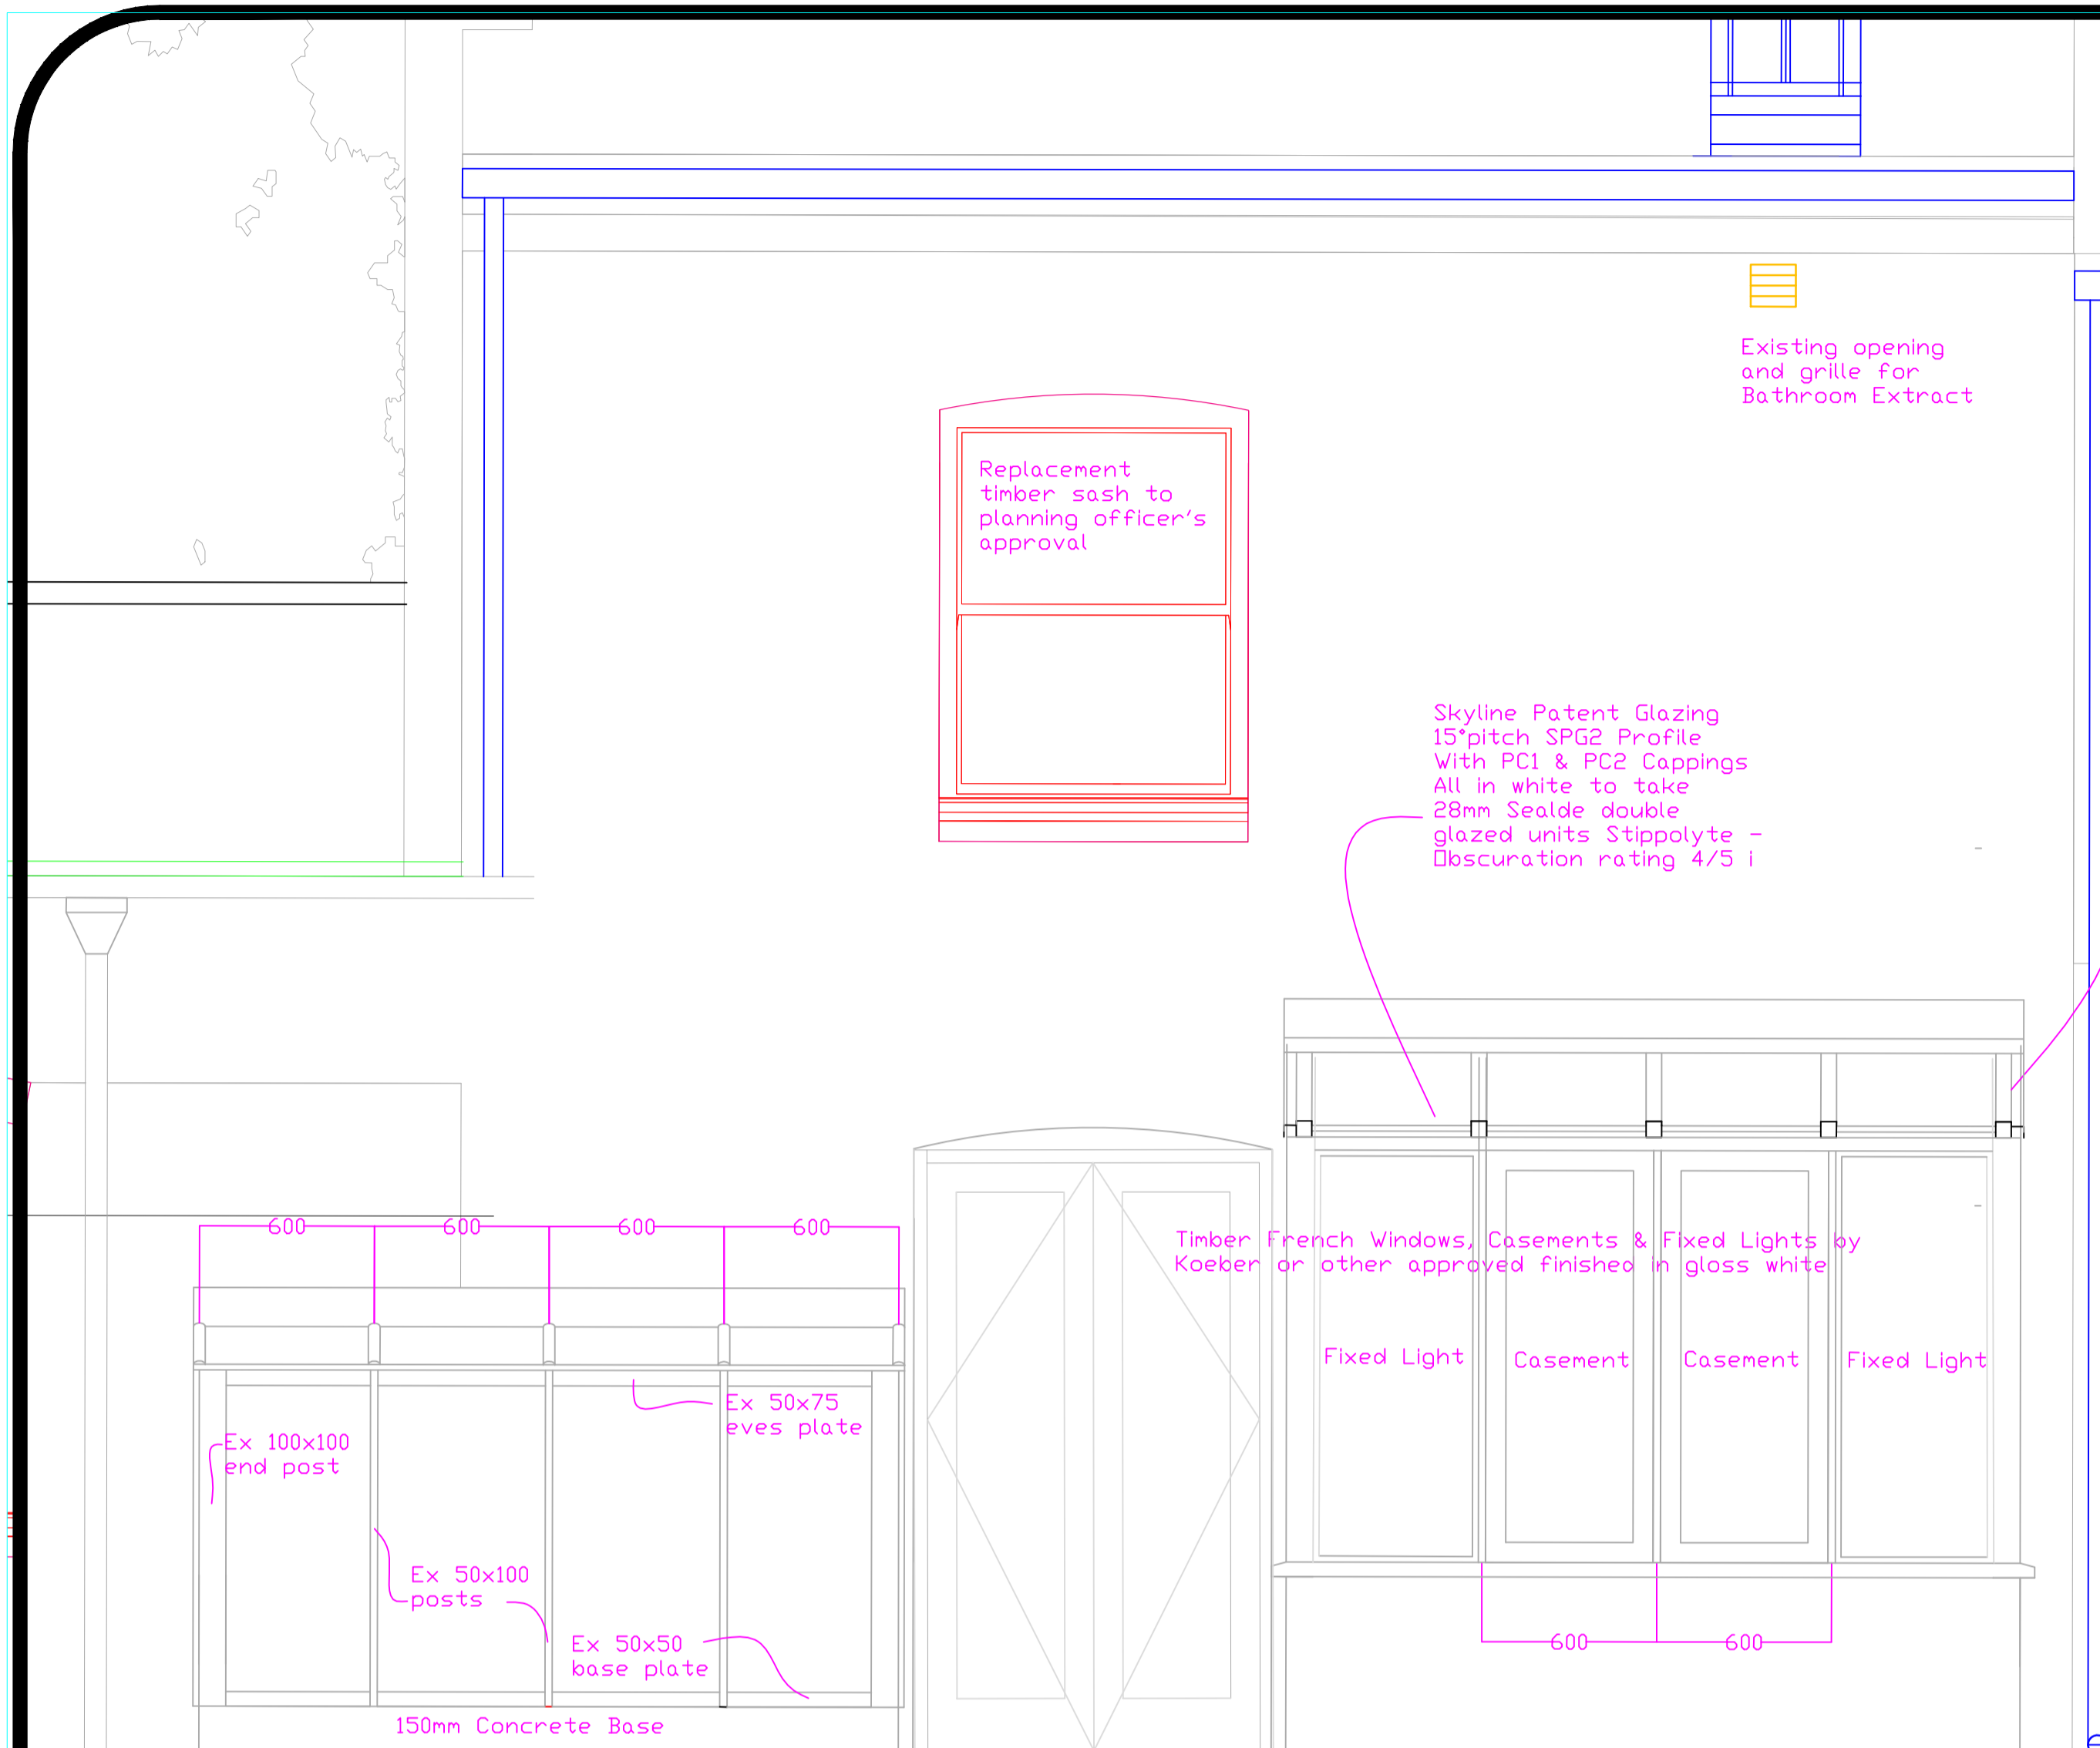 Existing opening
and grille for
Bathroom Extract
Replacement
timber sash to
planning officer's
approval
Skyline Patent Glazing
15°pitch SPG2 Profile
With PC1 & PC2 Cappings
All in white to take
28mm Sealde double
glazed units Stippolyte -
Obscuration rating 4/5 i
600 600 600 600
Timber French Windows, Casements & Fixed Lights by
Koeber or other approved finished in gloss white
Fixed Light Casement Casement Fixed Light
Ex 50x75
eves plate
Ex 100x100
end post
Ex 50x100
posts
Ex 50x50
base plate
600 600
150mm Concrete Base